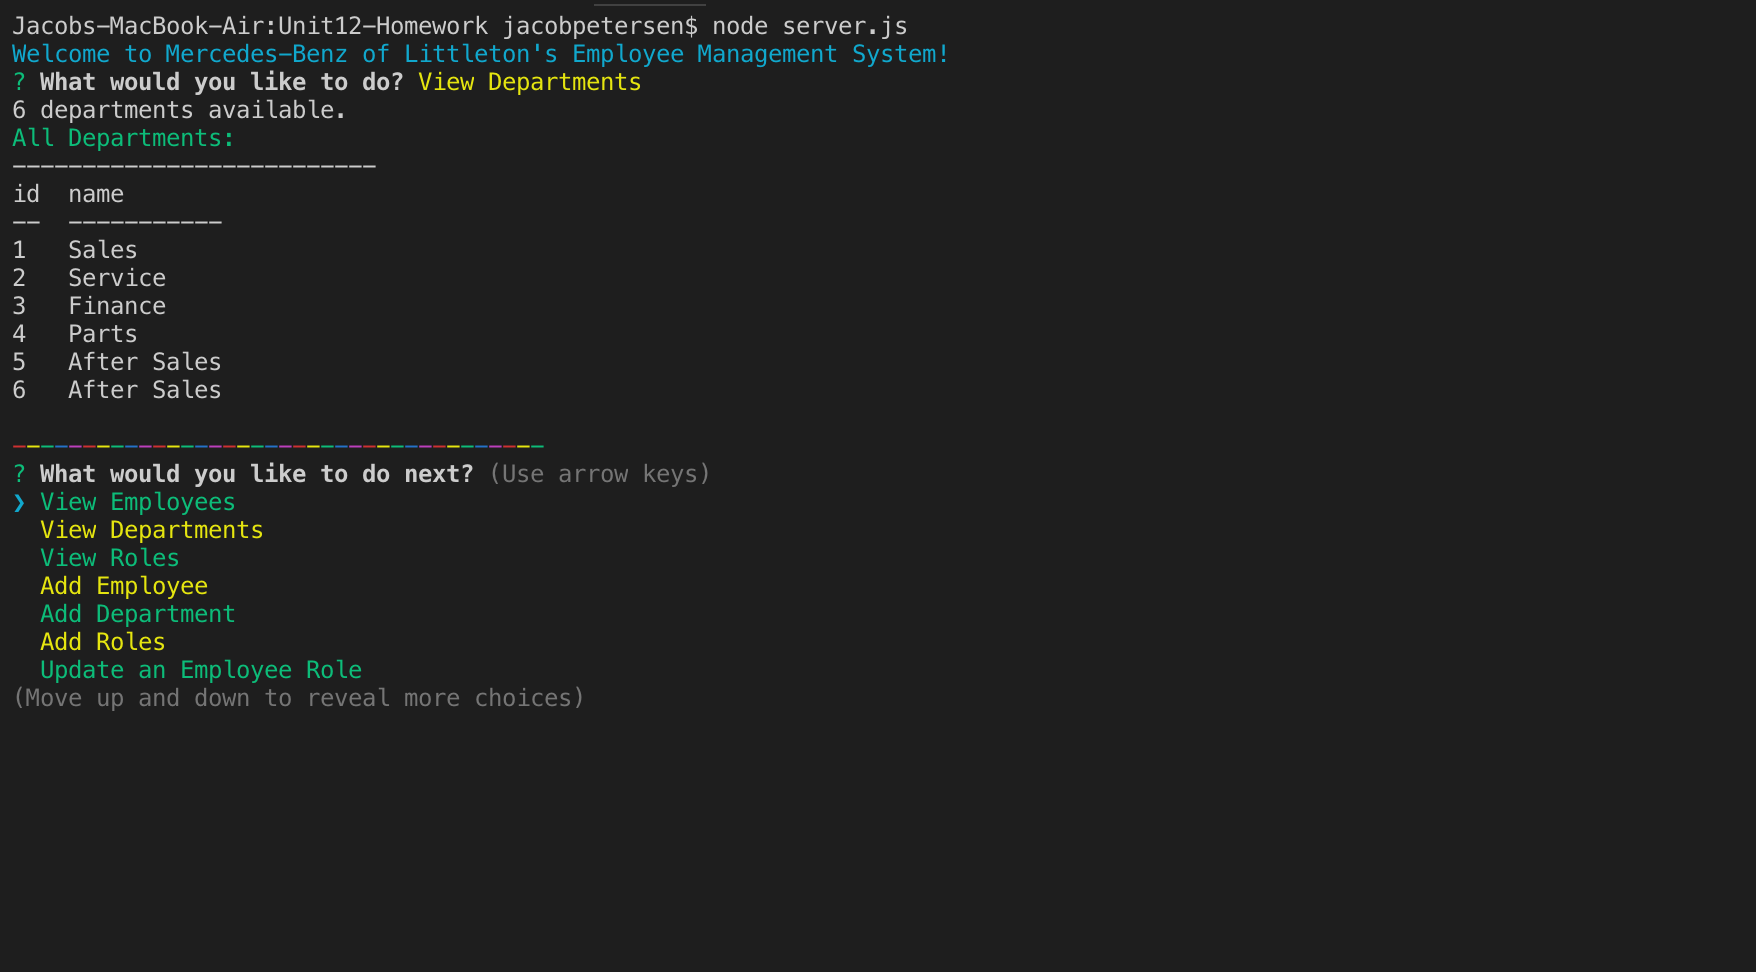 Jacobs-MacBook-Air:Unit12-Homework jacobpetersen$ node server.js
Welcome to Mercedes-Benz of Littleton's Employee Management System!
? What would you like to do? View Departments
6 departments available.
All Departments:
--------------------------
id  name
--  -----------
1   Sales
2   Service
3   Finance
4   Parts
5   After Sales
6   After Sales
--------------------------------------
? What would you like to do next? (Use arrow keys)
❯ View Employees
  View Departments
  View Roles
  Add Employee
  Add Department
  Add Roles
  Update an Employee Role
(Move up and down to reveal more choices)